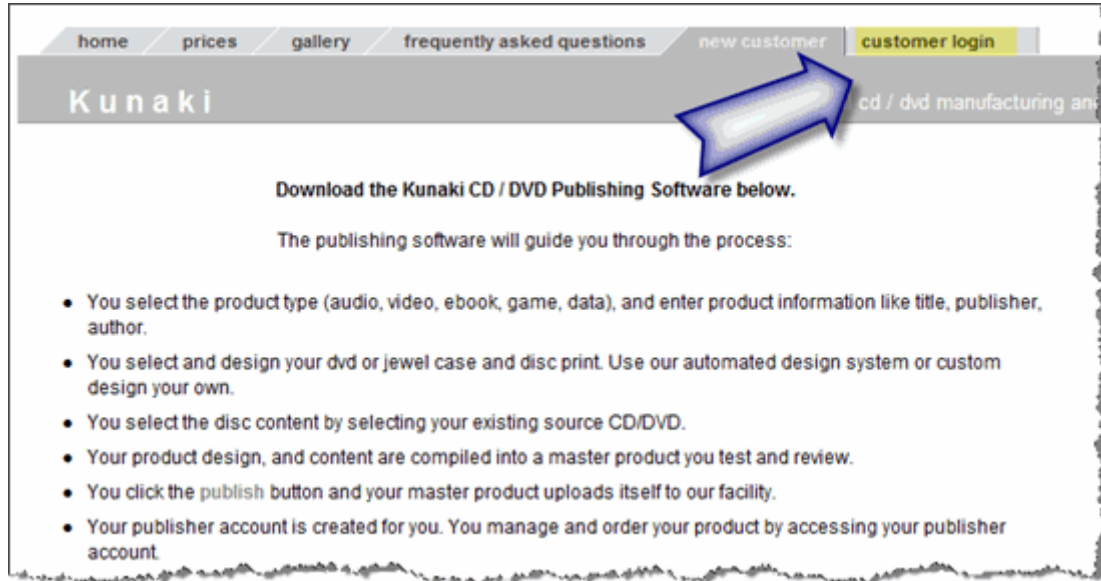 home prices gallery frequently asked questions new customer customer login
Kunaki
cd / dvd manufacturing
Download the Kunaki CD / DVD Publishing Software below.
The publishing software will guide you through the process:
• You select the product type (audio, video, ebook, game, data), and enter product information like title, publisher,
author.
• You select and design your dvd or jewel case and disc print. Use our automated design system or custom
design your own.
• You select the disc content by selecting your existing source CD/DVD.
• Your product design, and content are compiled into a master product you test and review.
• You click the publish button and your master product uploads itself to our facility.
• Your publisher account is created for you. You manage and order your product by accessing your publisher
account.